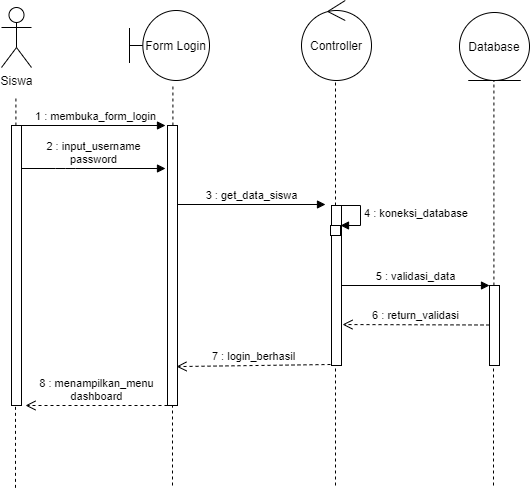 Form Login
Controller
Database
Siswa
1 : membuka_form_login
2 : input_username
password
3 : get_data_siswa
4 : koneksi_database
5 : validasi_data
6 : return_validasi
7 : login_berhasil
8 : menampilkan_menu
dashboard